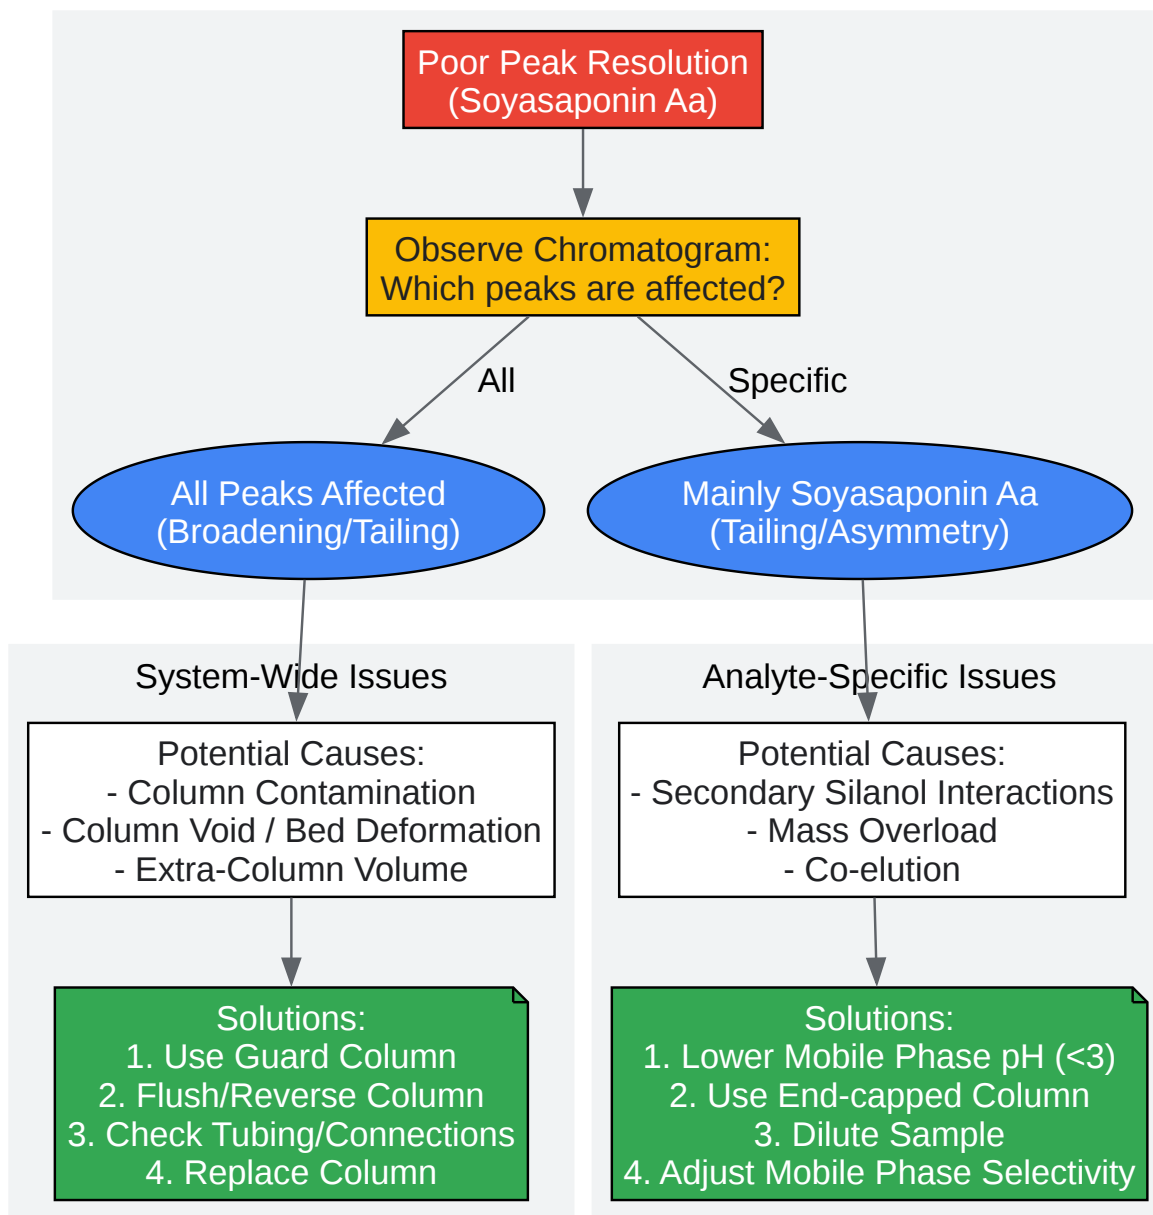 Poor Peak Resolution
(Soyasaponin Aa)
Observe Chromatogram:
Which peaks are affected?
All
Specific
All Peaks Affected
(Broadening/Tailing)
Mainly Soyasaponin Aa
(Tailing/Asymmetry)
System-Wide Issues
Potential Causes:
- Column Contamination
- Column Void / Bed Deformation
- Extra-Column Volume
Solutions:
1. Use Guard Column
2. Flush/Reverse Column
3. Check Tubing/Connections
4. Replace Column
Analyte-Specific Issues
Potential Causes:
- Secondary Silanol Interactions
- Mass Overload
- Co-elution
Solutions:
1. Lower Mobile Phase pH (<3)
2. Use End-capped Column
3. Dilute Sample
4. Adjust Mobile Phase Selectivity